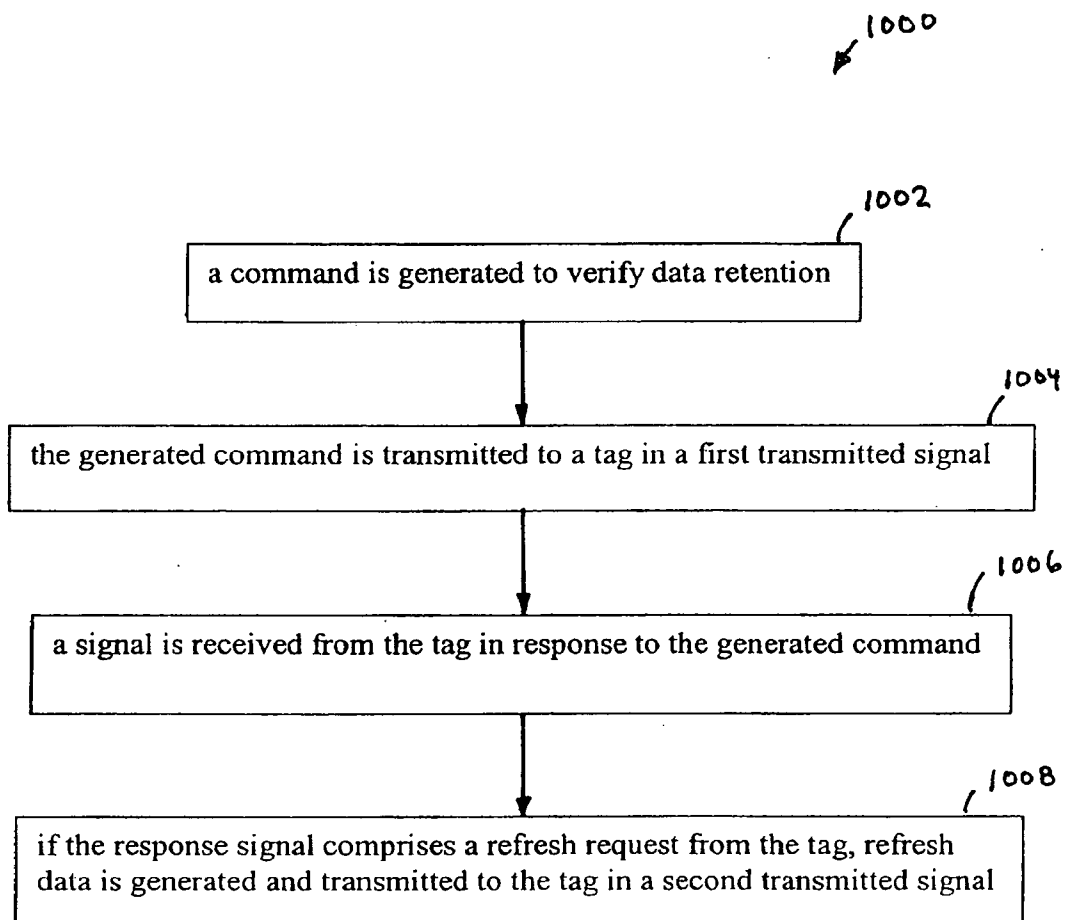 1000
1002
a command is generated to verify data retention
1004
the generated command is transmitted to a tag in a first transmitted signal
1006
a signal is received from the tag in response to the generated command
1008
if the response signal comprises a refresh request from the tag, refresh
data is generated and transmitted to the tag in a second transmitted signal